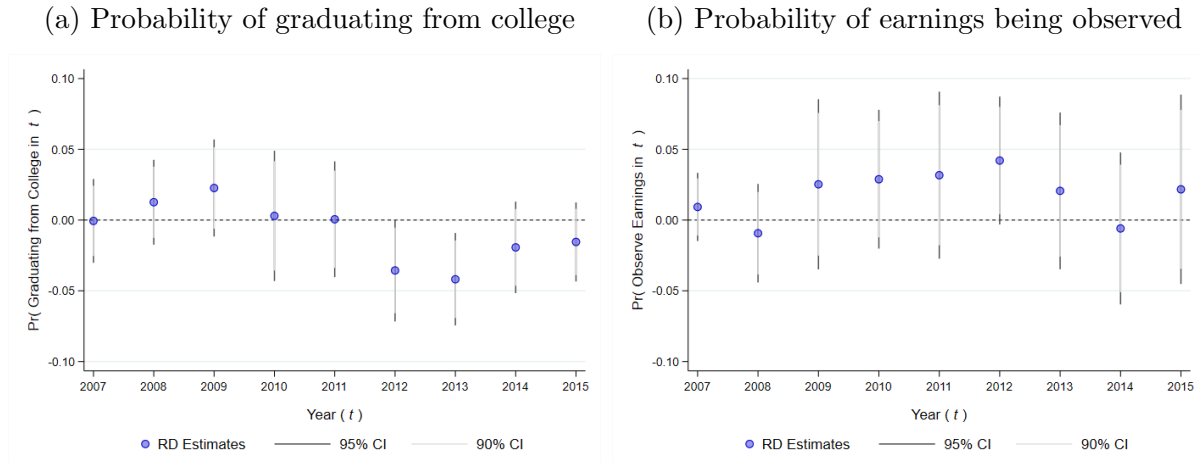 (a) Probability of graduating from college
Pr( Graduating from College in t )
0.10
0.05
0.00
-0.05
-0.10
2007 2008 2009 2010 2011 2012 2013 2014 2015
Year ( t )
RD Estimates 95% CI 90% CI
(b) Probability of earnings being observed
Pr( Observe Earnings in t )
0.10
0.05
0.00
-0.05
-0.10
2007 2008 2009 2010 2011 2012 2013 2014 2015
Year ( t )
RD Estimates 95% CI 90% CI